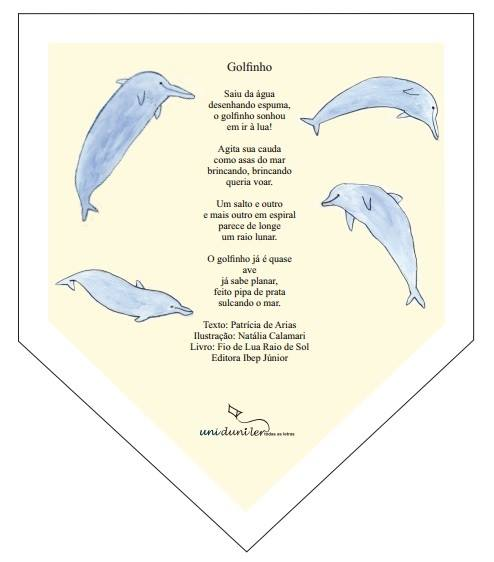 Golfinho
Saiu da água
desenhando espuma,
o golfinho sonhou
em ir à lua!
Agita sua cauda
como asas do mar
brincando, brincando
queria voar.
Um salto e outro
e mais outro em espiral
parece de longe
um raio lunar.
O golfinho já é quase
ave
já sabe planar,
feito pipa de prata
sulcando o mar.
Texto: Patrícia de Arias
Ilustração: Natália Calamari
Livro: Fio de Lua Raio de Sol
Editora Ibep Júnior
uniduniler todas as letras